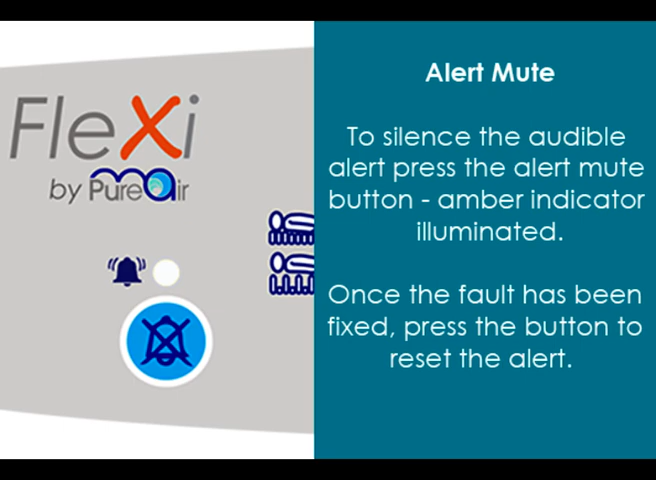 FleXi
by Pureair
Alert Mute
To silence the audible
alert press the alert mute
button - amber indicator
illuminated.
Once the fault has been
fixed, press the button to
reset the alert.